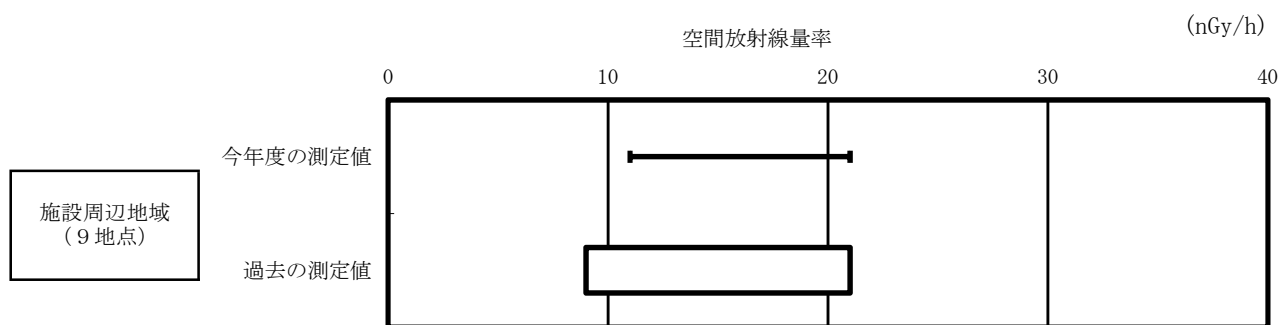 (nGy/h)
空間放射線量率
0 10 20 30 40
今年度の測定値
施設周辺地域
(９地点)
過去の測定値